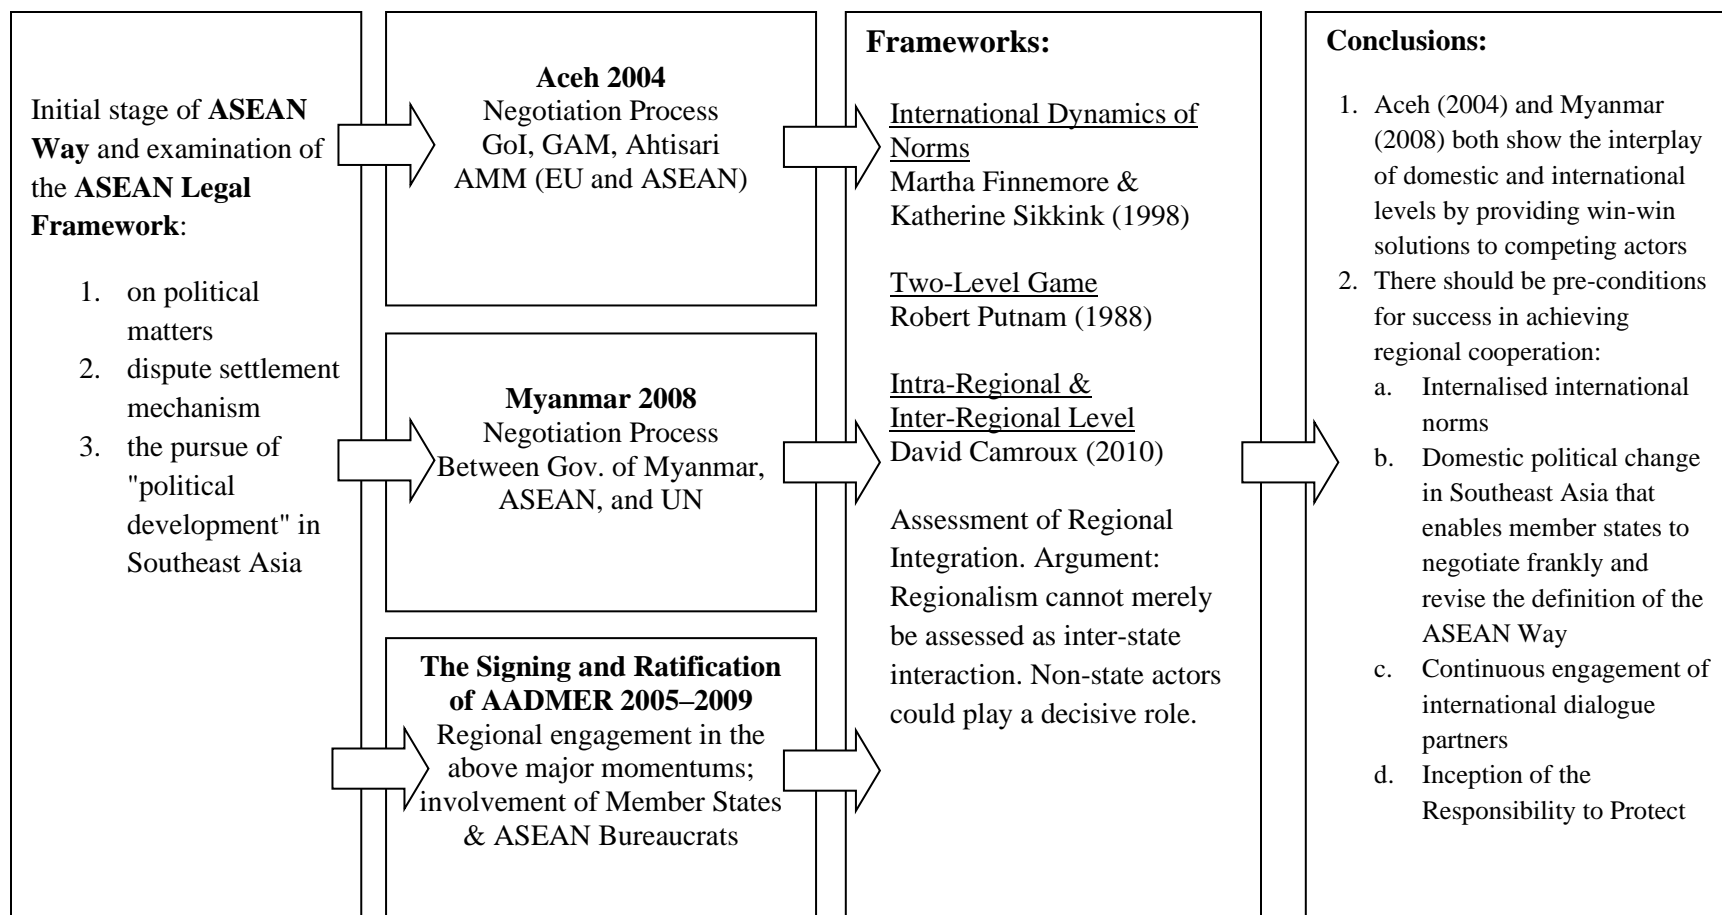 Initial stage of ASEAN
Way and examination of
the ASEAN Legal
Framework:
1. on political
matters
2. dispute settlement
mechanism
3. the pursue of
"political
development" in
Southeast Asia
Aceh 2004
Negotiation Process
GoI, GAM, Ahtisari
AMM (EU and ASEAN)
Myanmar 2008
Negotiation Process
Between Gov. of Myanmar,
ASEAN, and UN
The Signing and Ratification
of AADMER 2005–2009
Regional engagement in the
above major momentums;
involvement of Member States
& ASEAN Bureaucrats
Frameworks:
International Dynamics of
Norms
Martha Finnemore &
Katherine Sikkink (1998)
Two-Level Game
Robert Putnam (1988)
Intra-Regional &
Inter-Regional Level
David Camroux (2010)
Assessment of Regional
Integration. Argument:
Regionalism cannot merely
be assessed as inter-state
interaction. Non-state actors
could play a decisive role.
Conclusions:
1. Aceh (2004) and Myanmar
(2008) both show the interplay
of domestic and international
levels by providing win-win
solutions to competing actors
2. There should be pre-conditions
for success in achieving
regional cooperation:
a. Internalised international
norms
b. Domestic political change
in Southeast Asia that
enables member states to
negotiate frankly and
revise the definition of the
ASEAN Way
c. Continuous engagement of
international dialogue
partners
d. Inception of the
Responsibility to Protect